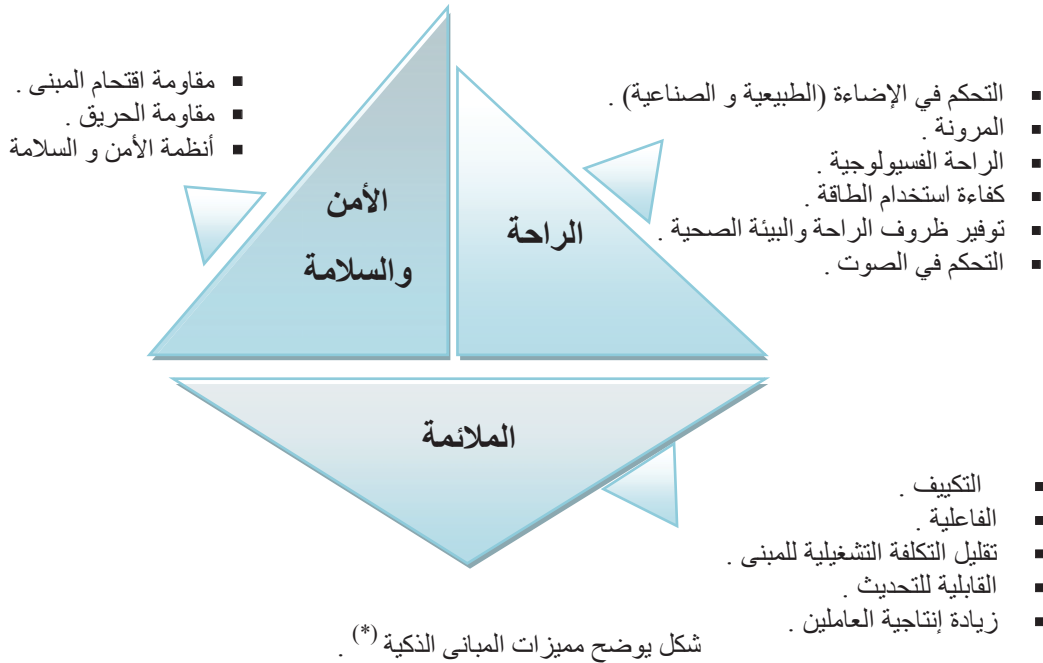 ▪ التحكم في الإضاءة (الطبيعية و الصناعية) .
▪ المرونة .
▪ الراحة الفسيولوجية .
▪ كفاءة استخدام الطاقة .
▪ توفير ظروف الراحة والبيئة الصحية .
▪ التحكم في الصوت .
▪ مقاومة اقتحام المبنى .
▪ مقاومة الحريق .
▪ أنظمة الأمن و السلامة
الراحة
الأمن
والسلامة
الملائمة
▪ التكييف .
▪ الفاعلية .
▪ تقليل التكلفة التشغيلية للمبنى .
▪ القابلية للتحديث .
▪ زيادة إنتاجية العاملين .
شكل يوضح مميزات المبانى الذكية (*) .